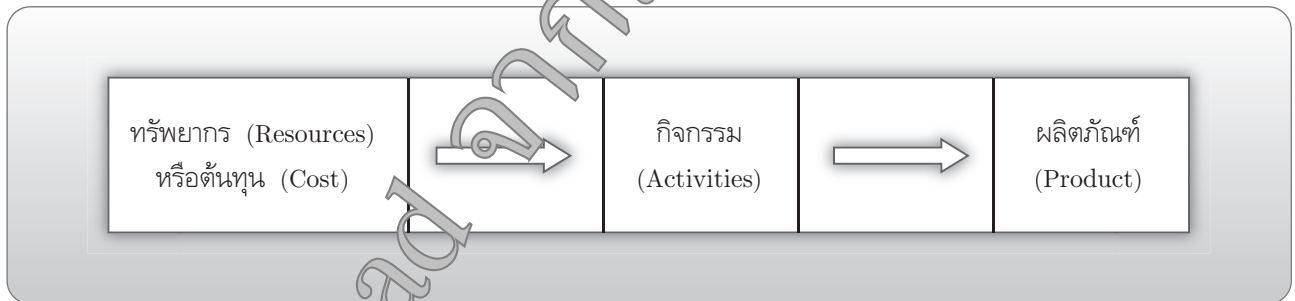 ทรัพยากร (Resources)
หรือต้นทุน (Cost)
กิจกรรม
(Activities)
ผลิตภัณฑ์
(Product)